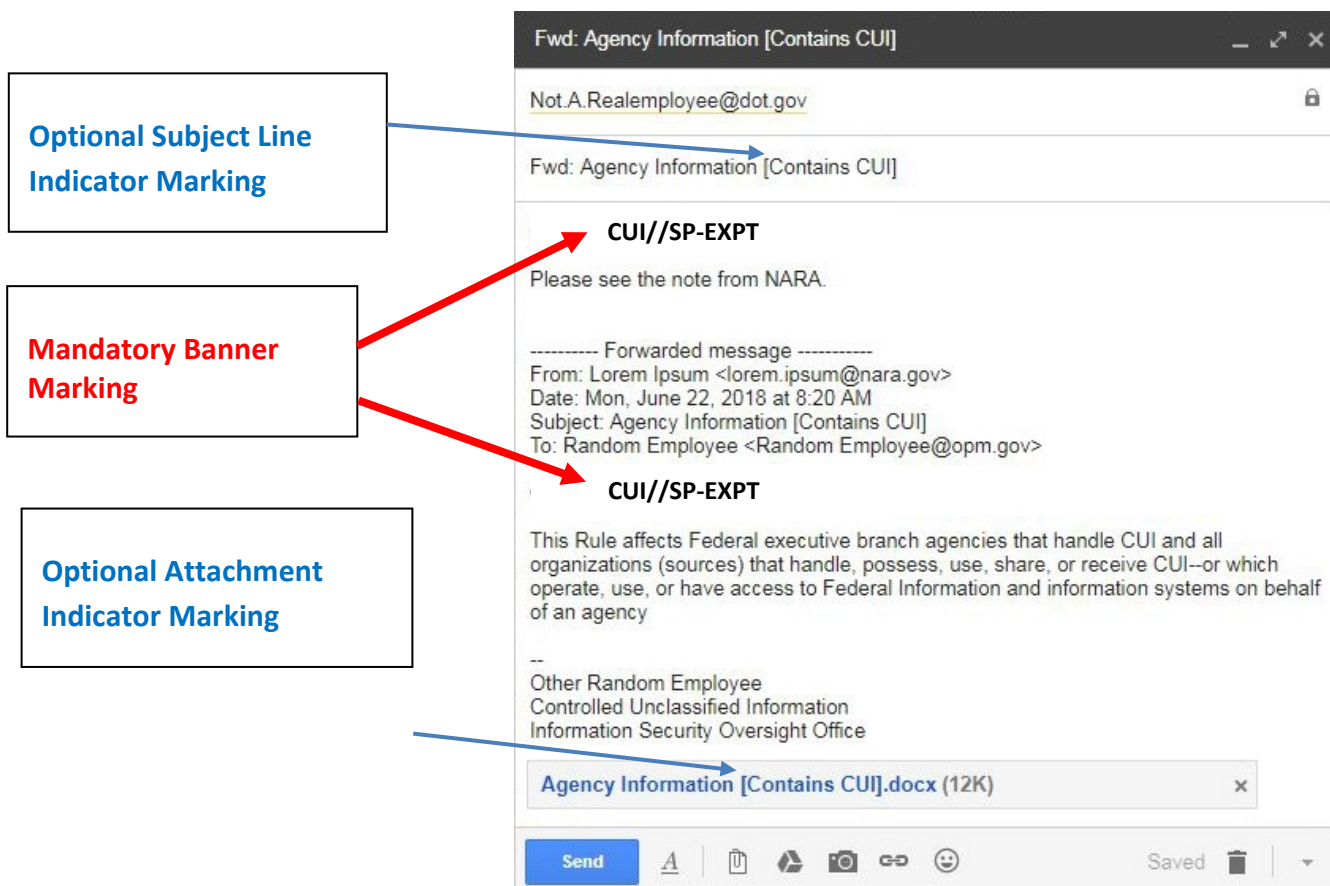 Optional Subject Line
Indicator Marking
Mandatory Banner
Marking
Optional Attachment
Indicator Marking
Fwd: Agency Information [Contains CUI]
Not.A.Realemployee@dot.gov
Fwd: Agency Information [Contains CUI]
CUI//SP-EXPT
Please see the note from NARA.
---------- Forwarded message -----------
From: Lorem Ipsum <lorem.ipsum@nara.gov>
Date: Mon, June 22, 2018 at 8:20 AM
Subject: Agency Information [Contains CUI]
To: Random Employee <Random Employee@opm.gov>
CUI//SP-EXPT
This Rule affects Federal executive branch agencies that handle CUI and all
organizations (sources) that handle, possess, use, share, or receive CUI--or which
operate, use, or have access to Federal Information and information systems on behalf
of an agency
--
Other Random Employee
Controlled Unclassified Information
Information Security Oversight Office
Agency Information [Contains CUI].docx (12K)
Send A Saved